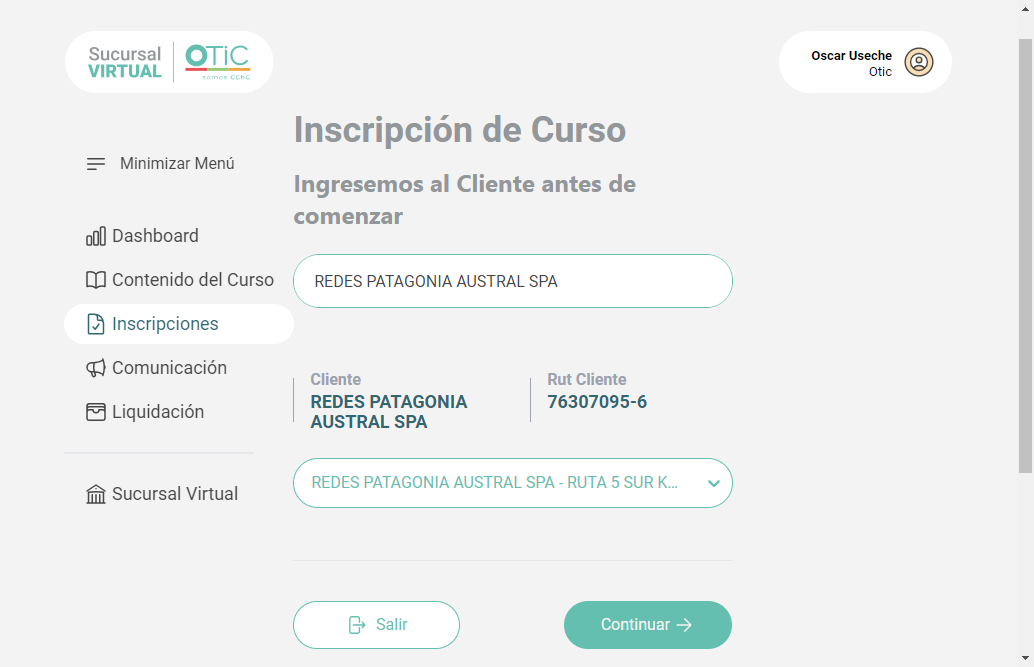 Sucursal
VIRTUAL
OTiC
somos CChC
Oscar Useche
Otic
Minimizar Menú
Dashboard
Contenido del Curso
Inscripciones
Comunicación
Liquidación
Sucursal Virtual
Inscripción de Curso
Ingresemos al Cliente antes de
comenzar
REDES PATAGONIA AUSTRAL SPA
Cliente
REDES PATAGONIA
AUSTRAL SPA
Rut Cliente
76307095-6
REDES PATAGONIA AUSTRAL SPA - RUTA 5 SUR K...
Salir
Continuar